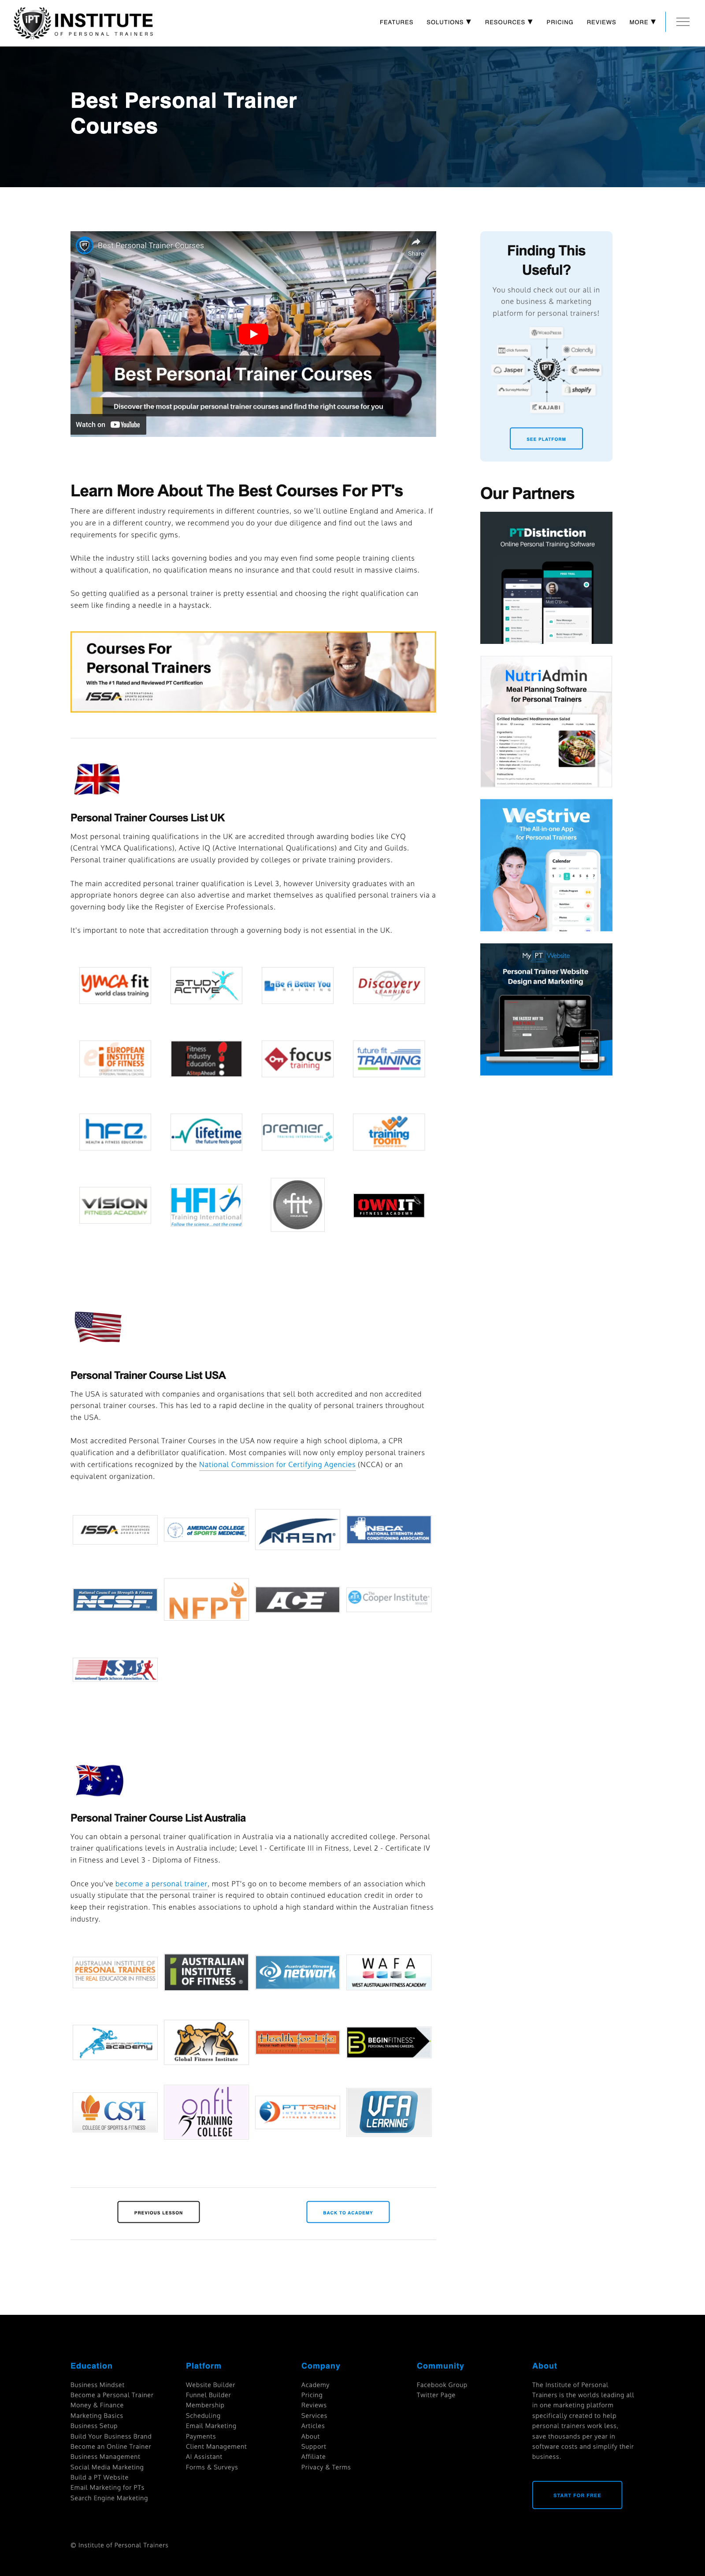 PT INSTITUTE
OF PERSONAL TRAINERS
FEATURES SOLUTIONS ▼ RESOURCES ▼ PRICING REVIEWS MORE ▼
Best Personal Trainer
Courses
Best Personal Trainer Courses
Share
Best Personal Trainer Courses
Discover the most popular personal trainer courses and find the right course for you
Watch on YouTube
Finding This
Useful?
You should check out our all in
one business & marketing
platform for personal trainers!
WordPress
Calendly
Jasper
PT
mailchimp
SurveyMonkey
shopify
KAJABI
SEE PLATFORM
Learn More About The Best Courses For PT's
There are different industry requirements in different countries, so we'll outline England and America. If
you are in a different country, we recommend you do your due diligence and find out the laws and
requirements for specific gyms.
While the industry still lacks governing bodies and you may even find some people training clients
without a qualification, no qualification means no insurance and that could result in massive claims.
So getting qualified as a personal trainer is pretty essential and choosing the right qualification can
seem like finding a needle in a haystack.
Our Partners
PTDistinction
Online Personal Training Software
NutriAdmin
Meal Planning Software
for Personal Trainers
Grilled Halloumi Mediterranean Salad
WeStrive
The All-in-one App
for Personal Trainers
Calendar
My PT Website
Personal Trainer Website
Design and Marketing
Courses For
Personal Trainers
With The #1 Rated and Reviewed PT Certification
ISSA INTERNATIONAL SPORTS SCIENCES ASSOCIATION
Personal Trainer Courses List UK
Most personal training qualifications in the UK are accredited through awarding bodies like CYQ
(Central YMCA Qualifications), Active IQ (Active International Qualifications) and City and Guilds.
Personal trainer qualifications are usually provided by colleges or private training providers.
The main accredited personal trainer qualification is Level 3, however University graduates with an
appropriate honors degree can also advertise and market themselves as qualified personal trainers via a
governing body like the Register of Exercise Professionals.
It's important to note that accreditation through a governing body is not essential in the UK.
YMCA fit
world class training
STUDY ACTIVE
Be A Better You
TRAINING
Discovery
LEARNING
EUROPEAN
INSTITUTE
OF FITNESS
Fitness
Industry
Education
AStepAhead
focus
training
future fit
TRAINING
hfe
HEALTH & FITNESS EDUCATION
lifetime
the future feels good
premier
TRAINING INTERNATIONAL
the
training
room
VISION
FITNESS ACADEMY
HFI
Training International
Follow the science...not the crowd
fit
OWNIT
FITNESS ACADEMY
Personal Trainer Course List USA
The USA is saturated with companies and organisations that sell both accredited and non accredited
personal trainer courses. This has led to a rapid decline in the quality of personal trainers throughout
the USA.
Most accredited Personal Trainer Courses in the USA now require a high school diploma, a CPR
qualification and a defibrillator qualification. Most companies will now only employ personal trainers
with certifications recognized by the National Commission for Certifying Agencies (NCCA) or an
equivalent organization.
ISSA INTERNATIONAL SPORTS SCIENCES ASSOCIATION
AMERICAN COLLEGE
of SPORTS MEDICINE
NASM
NSCA
NATIONAL STRENGTH AND
CONDITIONING ASSOCIATION
National Council on Strength & Fitness
NCSF
NFPT
ACE
The
Cooper Institute
ISSA
International Sports Sciences Association
Personal Trainer Course List Australia
You can obtain a personal trainer qualification in Australia via a nationally accredited college. Personal
trainer qualifications levels in Australia include; Level 1 - Certificate III in Fitness, Level 2 - Certificate IV
in Fitness and Level 3 - Diploma of Fitness.
Once you've become a personal trainer, most PT's go on to become members of an association which
usually stipulate that the personal trainer is required to obtain continued education credit in order to
keep their registration. This enables associations to uphold a high standard within the Australian fitness
industry.
AUSTRALIAN INSTITUTE OF
PERSONAL TRAINERS
THE REAL EDUCATOR IN FITNESS
AUSTRALIAN
INSTITUTE
OF FITNESS
Australian Fitness
network
WAFA
WEST AUSTRALIAN FITNESS ACADEMY
academy
Global Fitness Institute
BEGINFITNESS
PERSONAL TRAINING CAREERS
CSF
COLLEGE OF SPORTS & FITNESS
onfit
TRAINING
COLLEGE
PTTRAIN
INTERNATIONAL
FITNESS COURSES
VFA
LEARNING
PREVIOUS LESSON
BACK TO ACADEMY
Education
Business Mindset
Become a Personal Trainer
Money & Finance
Marketing Basics
Business Setup
Build Your Business Brand
Become an Online Trainer
Business Management
Social Media Marketing
Build a PT Website
Email Marketing for PTs
Search Engine Marketing
Platform
Website Builder
Funnel Builder
Membership
Scheduling
Email Marketing
Payments
Client Management
AI Assistant
Forms & Surveys
Company
Academy
Pricing
Reviews
Services
Articles
About
Support
Affiliate
Privacy & Terms
Community
Facebook Group
Twitter Page
About
The Institute of Personal
Trainers is the worlds leading all
in one marketing platform
specifically created to help
personal trainers work less,
save thousands per year in
software costs and simplify their
business.
START FOR FREE
© Institute of Personal Trainers